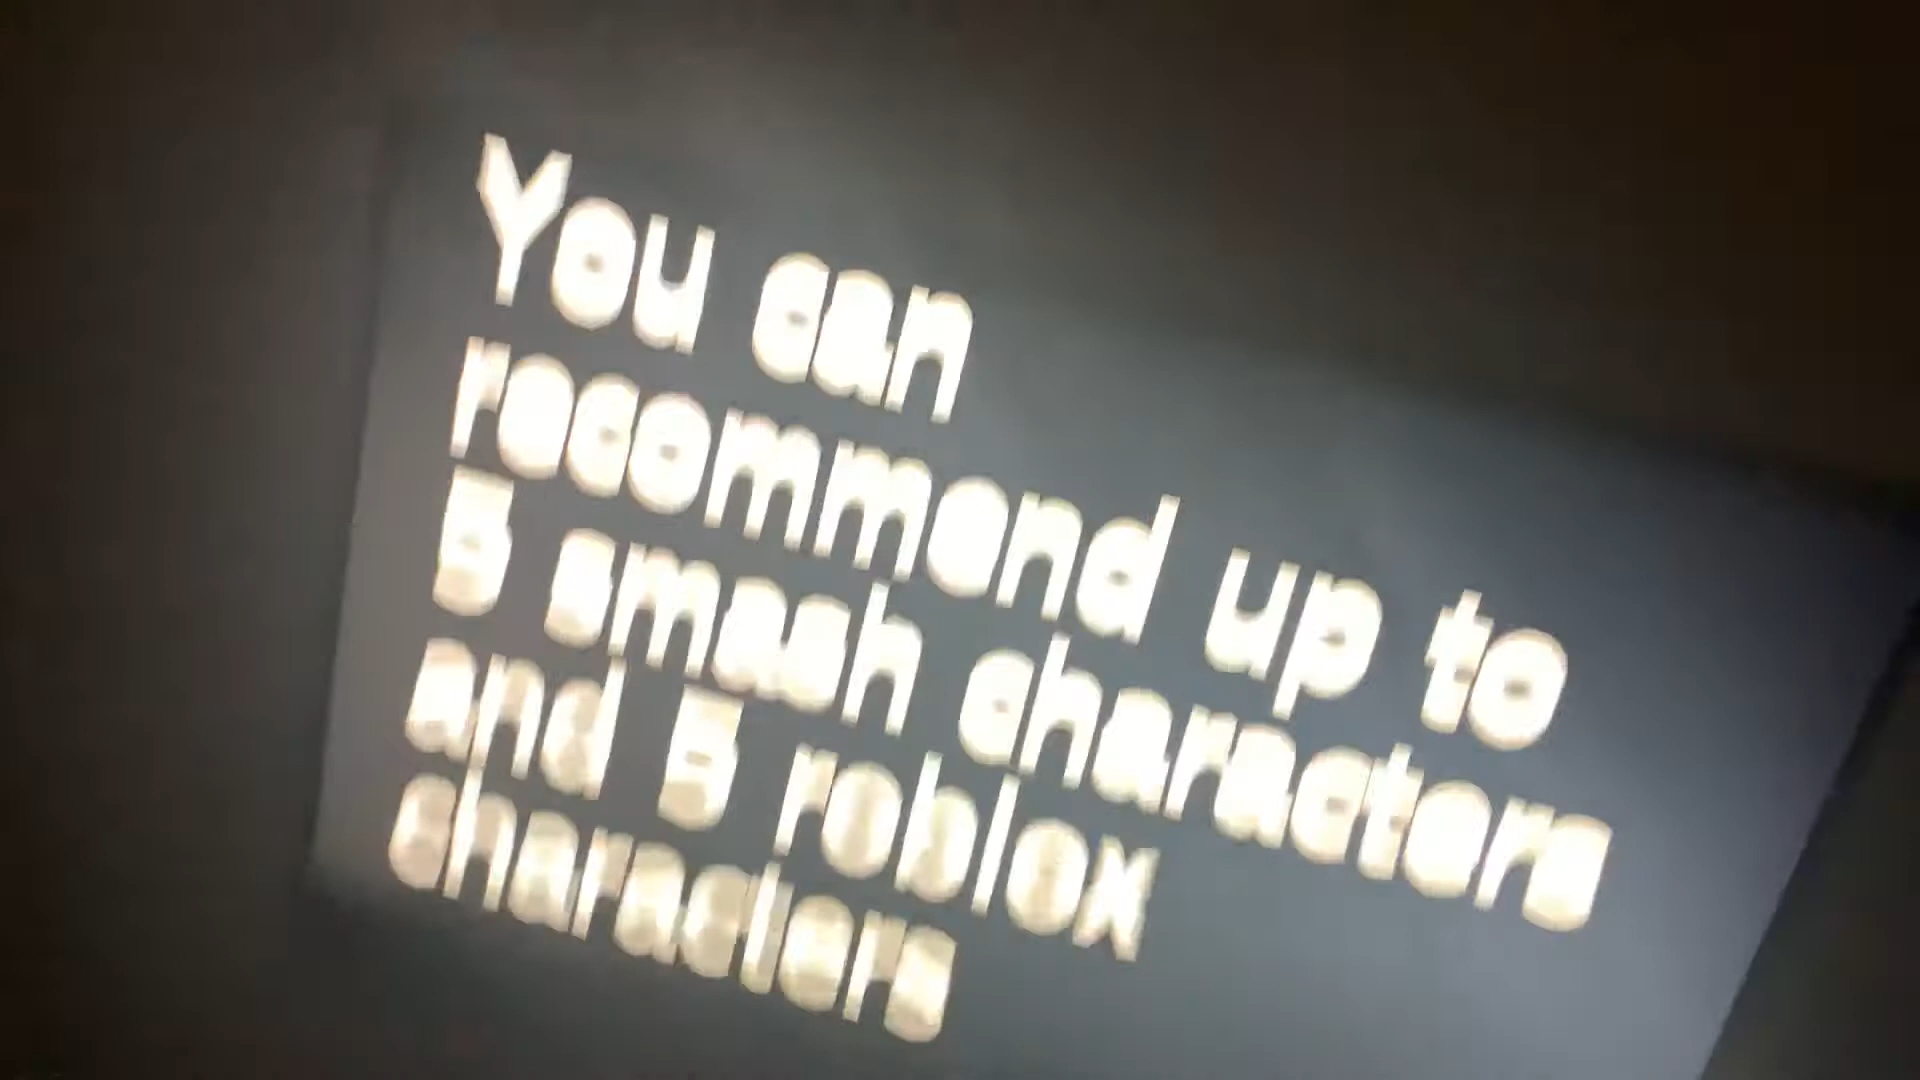 You can
recommend up to
5 smash characters
and 5 roblox
characters